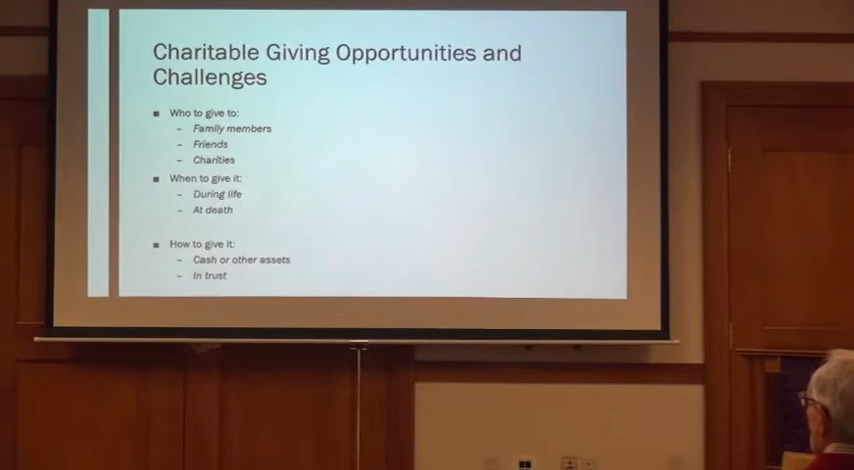 Charitable Giving Opportunities and
Challenges
■ Who to give to:
– Family members
– Friends
– Charities
■ When to give it:
– During life
– At death
■ How to give it:
– Cash or other assets
– In trust